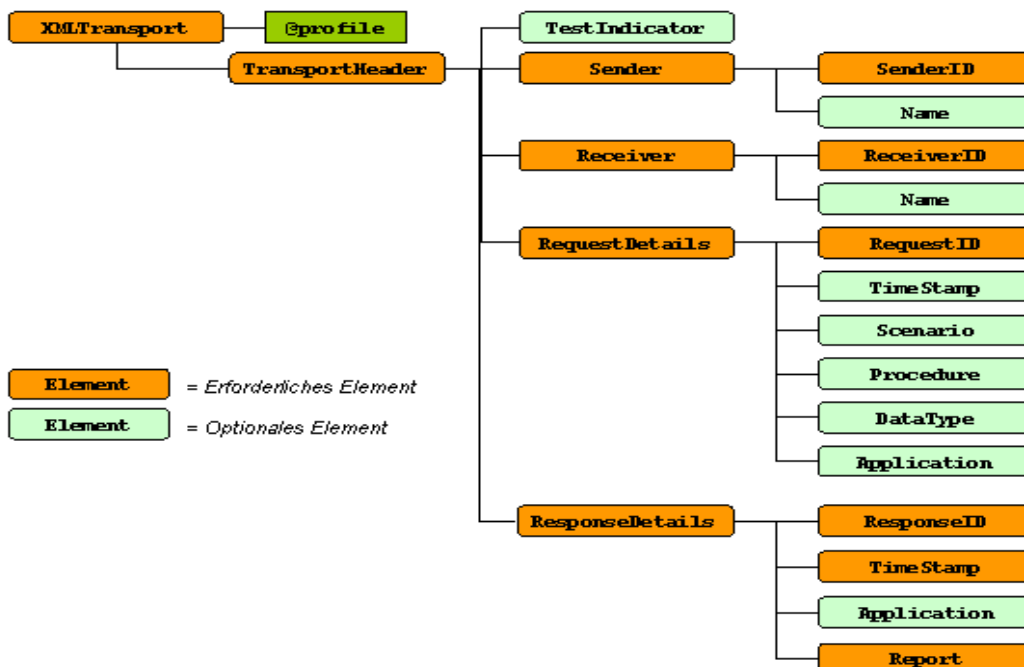 XMLTransport
@profile
TransportHeader
TestIndicator
Sender
SenderID
Name
Receiver
ReceiverID
Name
RequestDetails
RequestID
TimeStamp
Scenario
Procedure
DataType
Application
Element = Erforderliches Element
Element = Optionales Element
ResponseDetails
ResponseID
TimeStamp
Application
Report